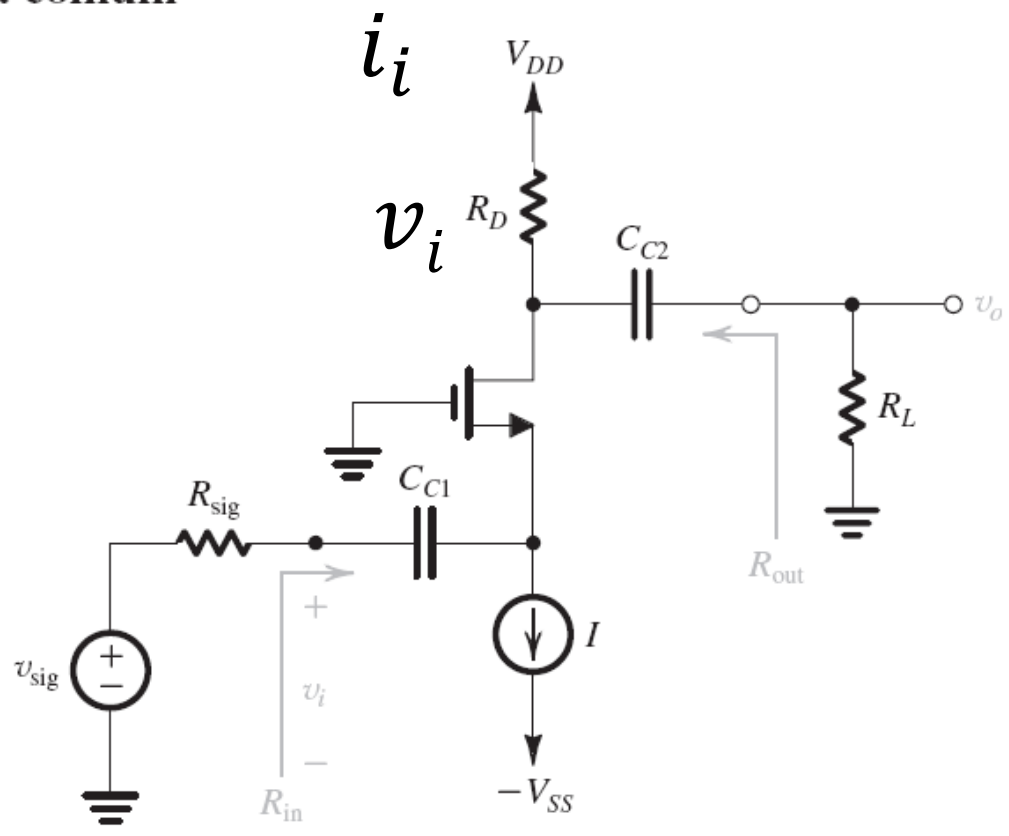 i_i
V_DD
v_i
R_D
C_C2
v_o
R_L
C_C1
R_sig
R_out
I
+
+
−
v_sig
v_i
−
−V_SS
R_in